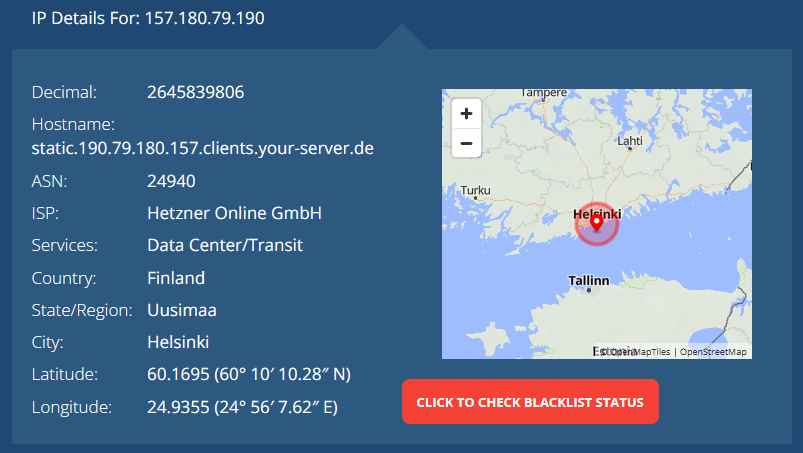 IP Details For: 157.180.79.190
Decimal: 2645839806
Hostname:
static.190.79.180.157.clients.your-server.de
ASN: 24940
ISP: Hetzner Online GmbH
Services: Data Center/Transit
Country: Finland
State/Region: Uusimaa
City: Helsinki
Latitude: 60.1695 (60° 10′ 10.28″ N)
Longitude: 24.9355 (24° 56′ 7.62″ E)
Tampere
+
−
Lahti
Turku
Helsinki
Tallinn
Estonia
© OpenMapTiles | OpenStreetMap
CLICK TO CHECK BLACKLIST STATUS